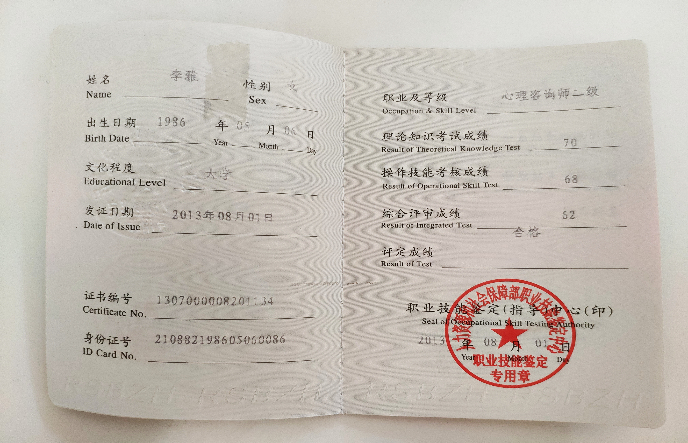 姓名 李雅 性别
Name Sex
出生日期 1986 年 月 日
Birth Date Year Month Day
文化程度 大学
Educational Level
发证日期 2013年08月01日
Date of Issue
证书编号
Certificate No.
身份证号 210882198605060086
ID Card No.
职业及等级 心理咨询师二级
Occupation & Skill Level
理论知识考试成绩 70
Result of Theoretical Knowledge Test
操作技能考核成绩 68
Result of Operational Skill Test
综合评审成绩 62
Result of Integrated Test
合格
评定成绩
Result of Test
职业技能鉴定(指导)中心(印)
Seal of Occupational Skill Testing Authority
2013 年 08 月 01 日
Year Month Day
职业技能鉴定
专用章